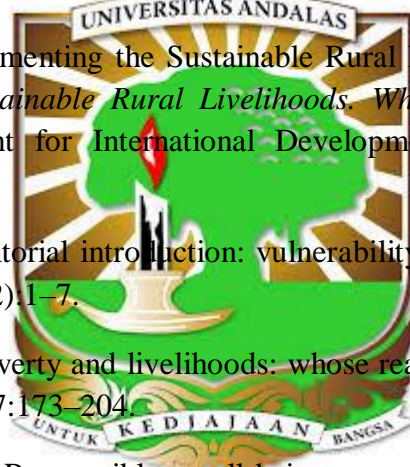 UNIVERSITAS ANDALAS
menting the Sustainable Rural
ainable Rural Livelihoods. Wh
t for International Developm
torial introduction: vulnerability
2):1–7.
verty and livelihoods: whose rea
7:173–204.
UNTUK KEDJAJAAN BANGSA